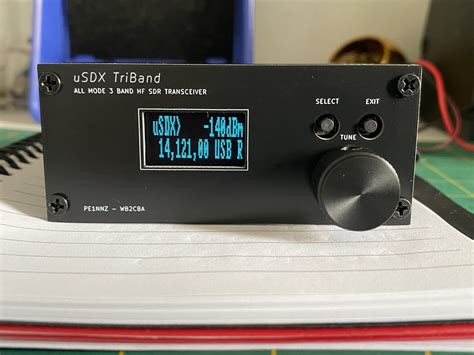 uSDX TriBand
ALL MODE 3 BAND HF SDR TRANSCEIVER
SELECT
EXIT
uSDX> -140dBm
14,121,00 USB R
TUNE
PE1NNZ - WB2CBA